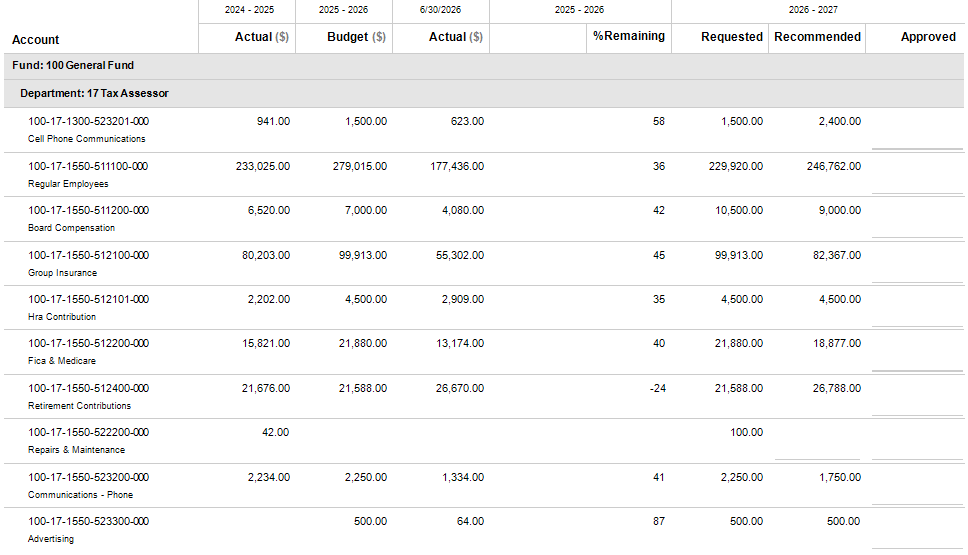 2024 - 2025 2025 - 2026 6/30/2026 2025 - 2026 2026 - 2027
Account Actual ($) Budget ($) Actual ($) %Remaining Requested Recommended Approved
Fund: 100 General Fund
Department: 17 Tax Assessor
100-17-1300-523201-000 941.00 1,500.00 623.00 58 1,500.00 2,400.00
Cell Phone Communications
100-17-1550-511100-000 233,025.00 279,015.00 177,436.00 36 229,920.00 246,762.00
Regular Employees
100-17-1550-511200-000 6,520.00 7,000.00 4,080.00 42 10,500.00 9,000.00
Board Compensation
100-17-1550-512100-000 80,203.00 99,913.00 55,302.00 45 99,913.00 82,367.00
Group Insurance
100-17-1550-512101-000 2,202.00 4,500.00 2,909.00 35 4,500.00 4,500.00
Hra Contribution
100-17-1550-512200-000 15,821.00 21,880.00 13,174.00 40 21,880.00 18,877.00
Fica & Medicare
100-17-1550-512400-000 21,676.00 21,588.00 26,670.00 -24 21,588.00 26,788.00
Retirement Contributions
100-17-1550-522200-000 42.00 100.00
Repairs & Maintenance
100-17-1550-523200-000 2,234.00 2,250.00 1,334.00 41 2,250.00 1,750.00
Communications - Phone
100-17-1550-523300-000 500.00 64.00 87 500.00 500.00
Advertising